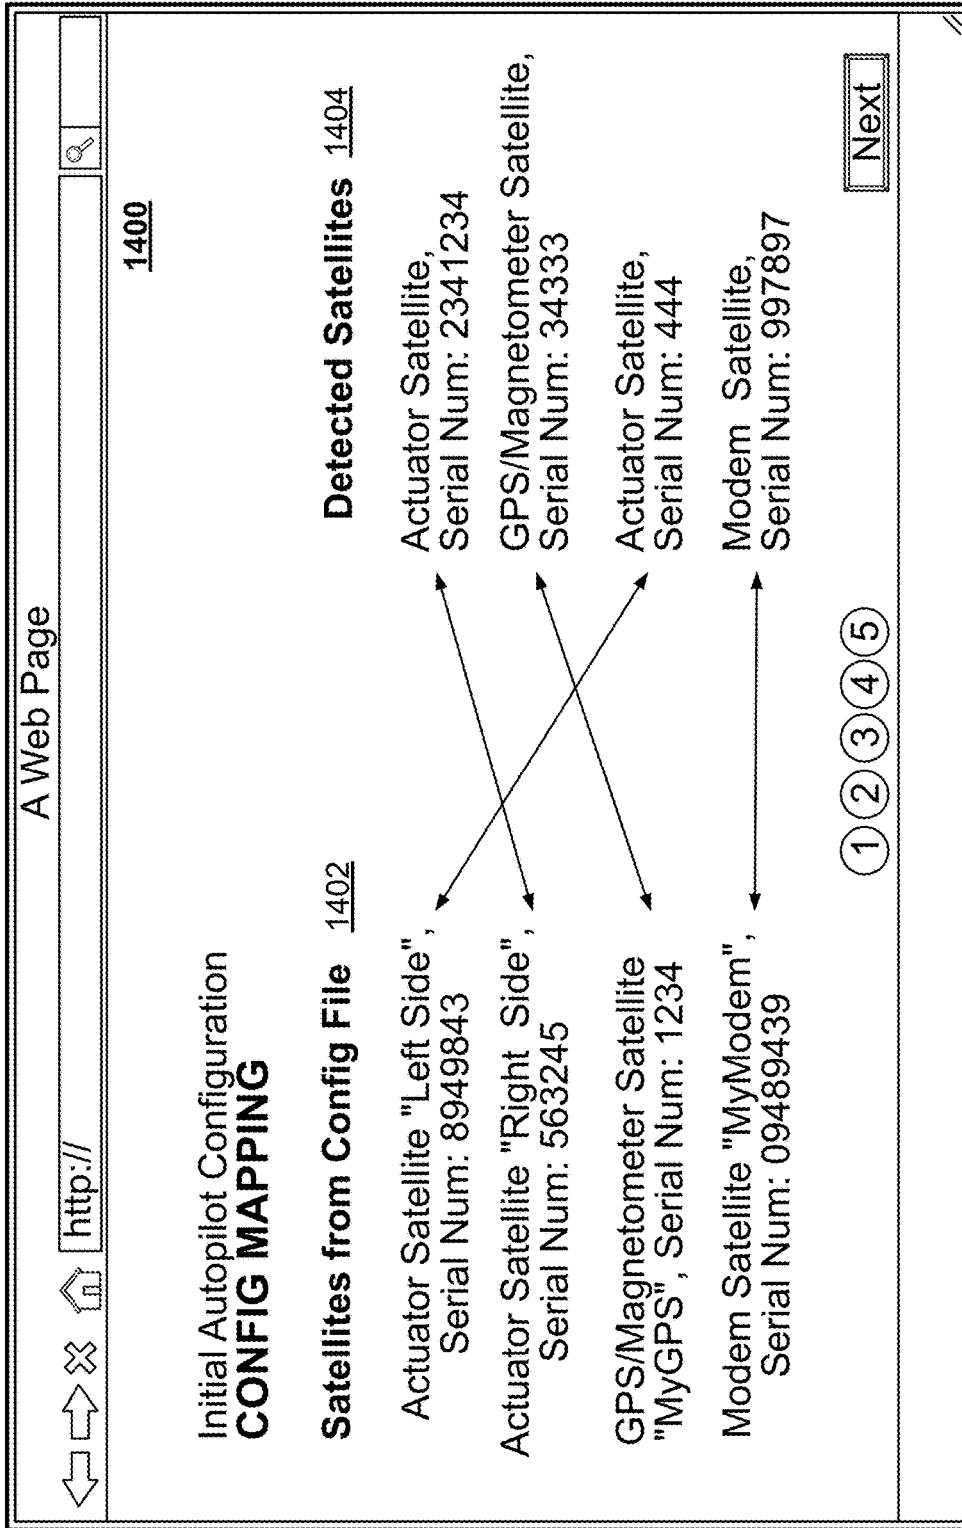 A Web Page
http://
1400
Initial Autopilot Configuration
CONFIG MAPPING
Satellites from Config File 1402
Actuator Satellite "Left Side",
Serial Num: 8949843
Actuator Satellite "Right Side",
Serial Num: 563245
GPS/Magnetometer Satellite
"MyGPS", Serial Num: 1234
Modem Satellite "MyModem",
Serial Num: 09489439
Detected Satellites 1404
Actuator Satellite,
Serial Num: 2341234
GPS/Magnetometer Satellite,
Serial Num: 34333
Actuator Satellite,
Serial Num: 444
Modem Satellite,
Serial Num: 997897
1 2 3 4 5
Next